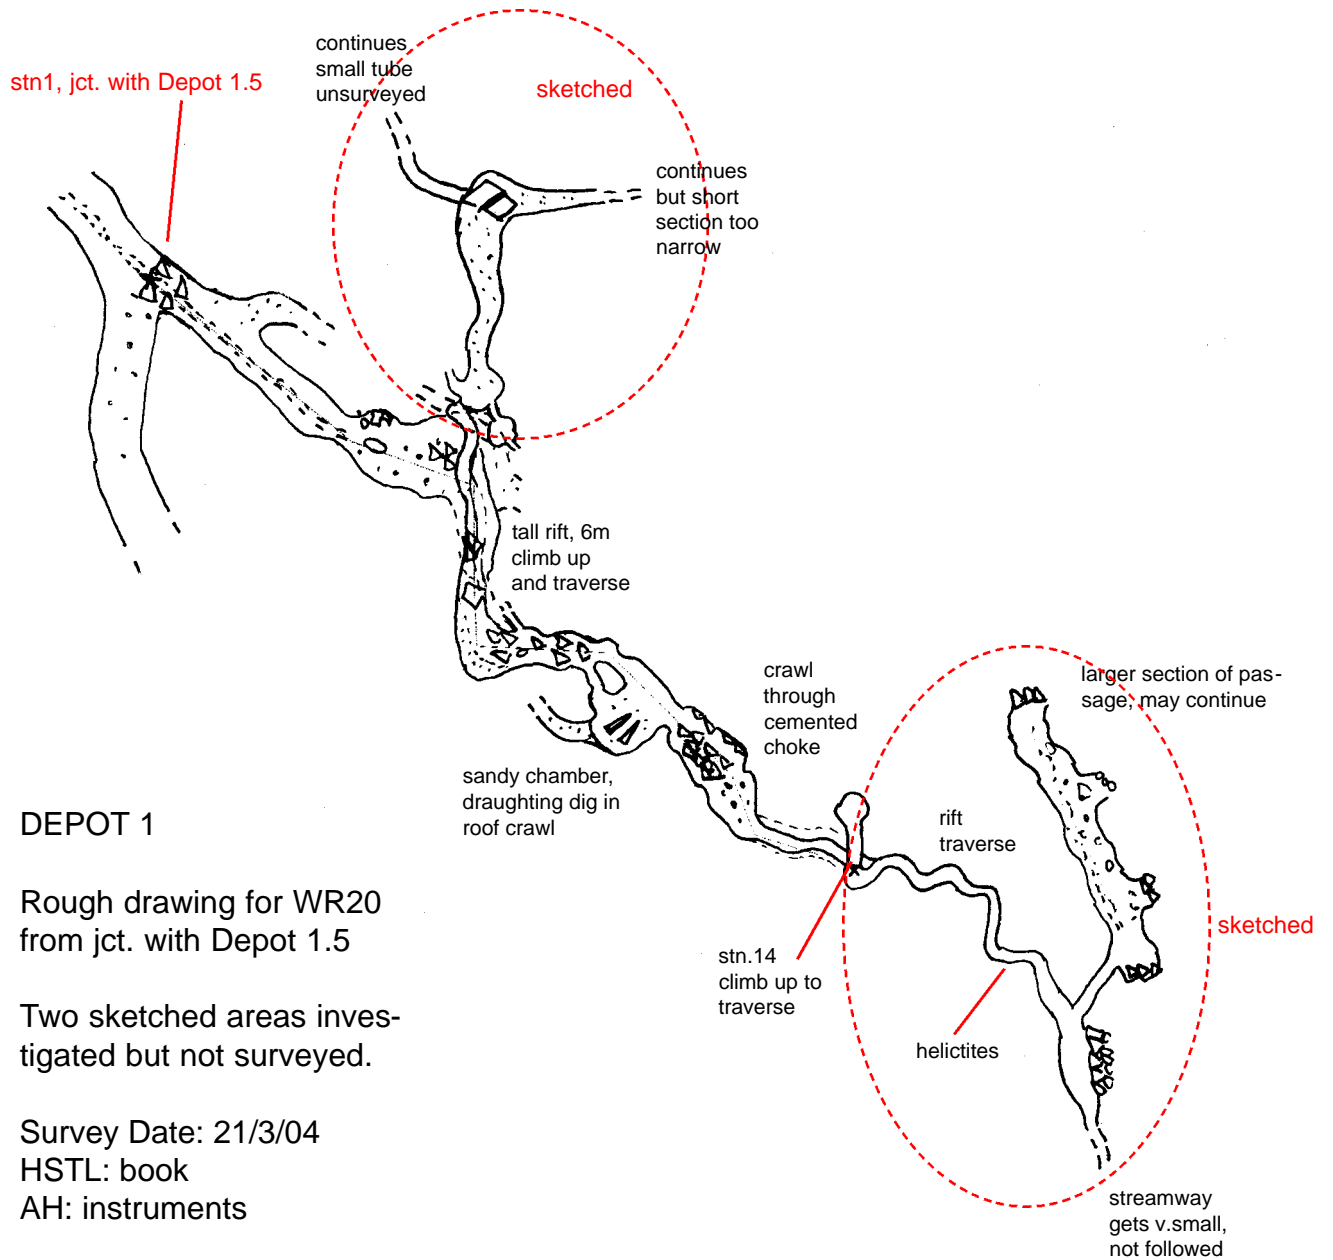 continues
small tube
unsurveyed
stn1, jct. with Depot 1.5
sketched
continues
but short
section too
narrow
tall rift, 6m
climb up
and traverse
crawl
through
cemented
choke
larger section of pas-
sage, may continue
sandy chamber,
draughting dig in
roof crawl
rift
traverse
sketched
stn.14
climb up to
traverse
helictites
streamway
gets v.small,
not followed
DEPOT 1
Rough drawing for WR20
from jct. with Depot 1.5
Two sketched areas inves-
tigated but not surveyed.
Survey Date: 21/3/04
HSTL: book
AH: instruments